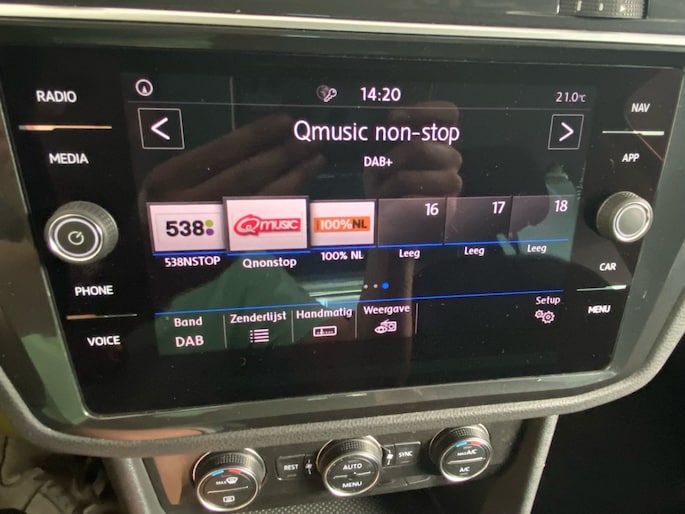 RADIO
MEDIA
PHONE
VOICE
14:20
21.0°C
< Qmusic non-stop >
DAB+
538 Qmusic 100%NL 16 17 18
538NSTOP Qnonstop 100% NL Leeg Leeg Leeg
Band Zenderlijst Handmatig Weergave Setup
DAB
NAV
APP
CAR
MENU
MAX REST AUTO SYNC MAX A/C
MENU A/C